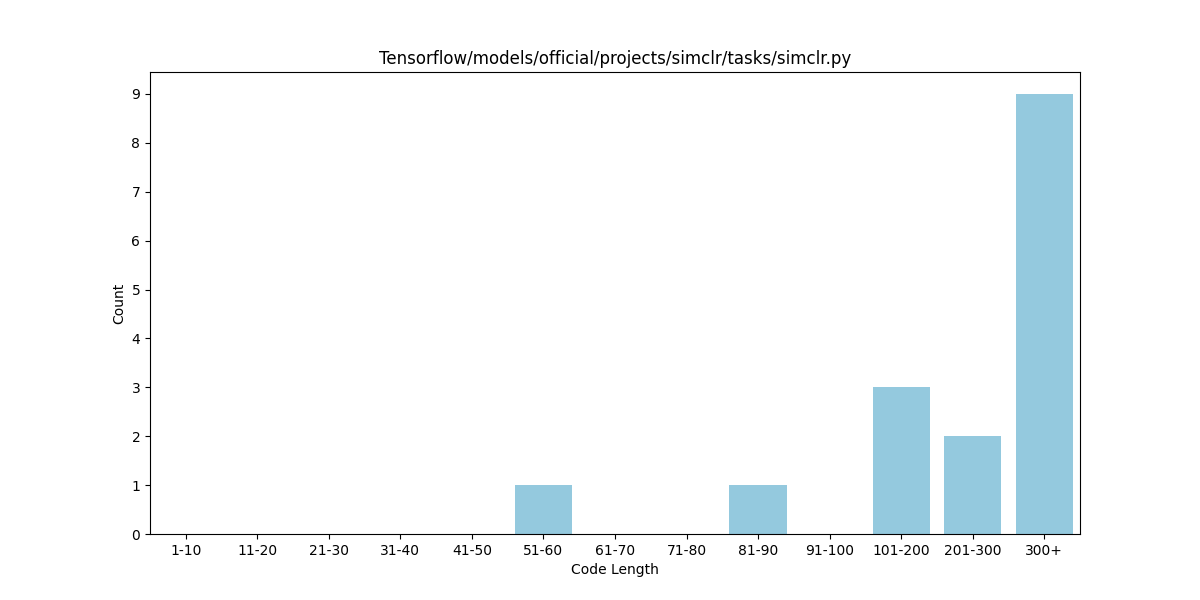 Tensorflow/models/official/projects/simclr/tasks/simclr.py
9
8
7
6
5
4
3
2
1
0
Count
1-10 11-20 21-30 31-40 41-50 51-60 61-70 71-80 81-90 91-100 101-200 201-300 300+
Code Length